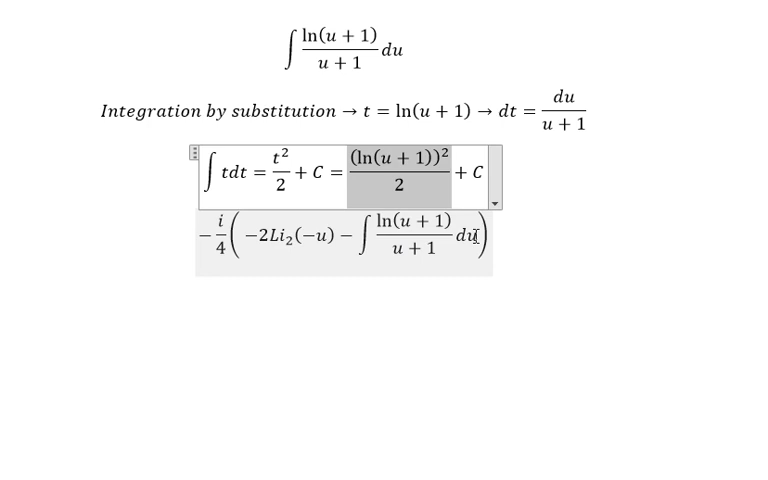 ∫ ln(u + 1) / u + 1 du
Integration by substitution → t = ln(u + 1) → dt = du / u + 1
∫ tdt = t² / 2 + C = (ln(u + 1))² / 2 + C
− i / 4 ( −2Li₂(−u) − ∫ ln(u + 1) / u + 1 du )